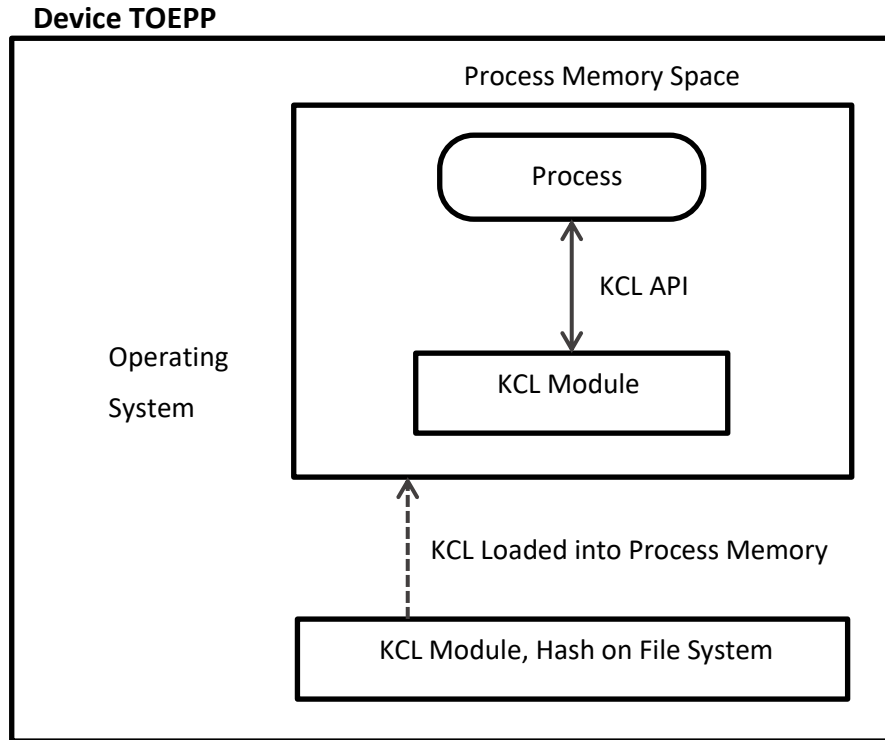 Device TOEPP
Process Memory Space
Process
KCL API
Operating
System
KCL Module
KCL Loaded into Process Memory
KCL Module, Hash on File System